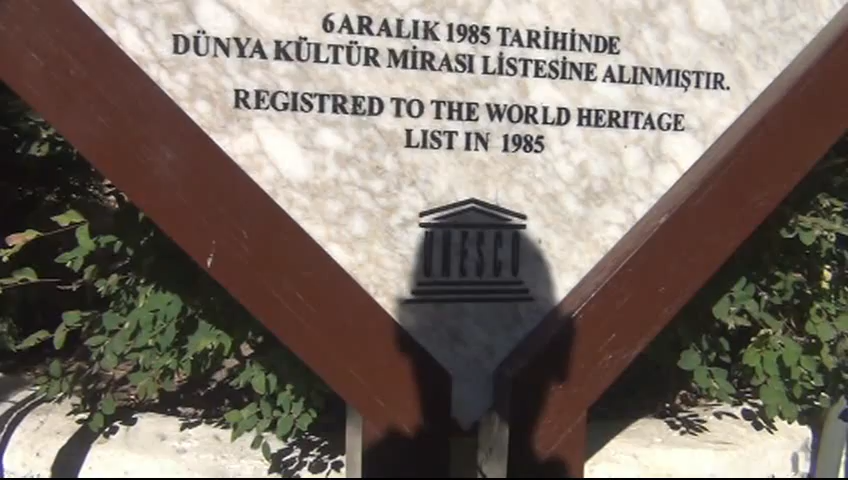 6 ARALIK 1985 TARİHİNDE
DÜNYA KÜLTÜR MİRASI LİSTESİNE ALINMIŞTIR.
REGISTRED TO THE WORLD HERITAGE
LIST IN 1985
UNESCO